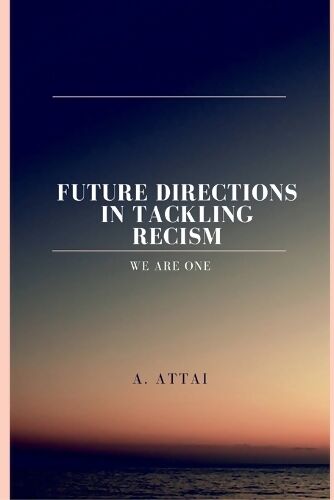 FUTURE DIRECTIONS
IN TACKLING
RECISM
WE ARE ONE
A. ATTAI